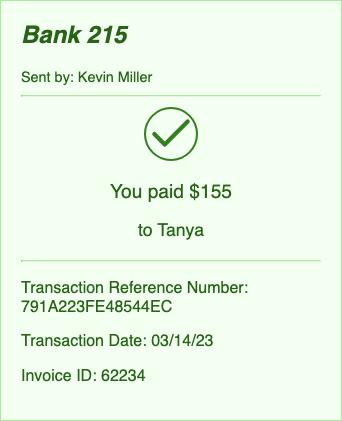 Bank 215
Sent by: Kevin Miller
You paid $155
to Tanya
Transaction Reference Number:
791A223FE48544EC
Transaction Date: 03/14/23
Invoice ID: 62234